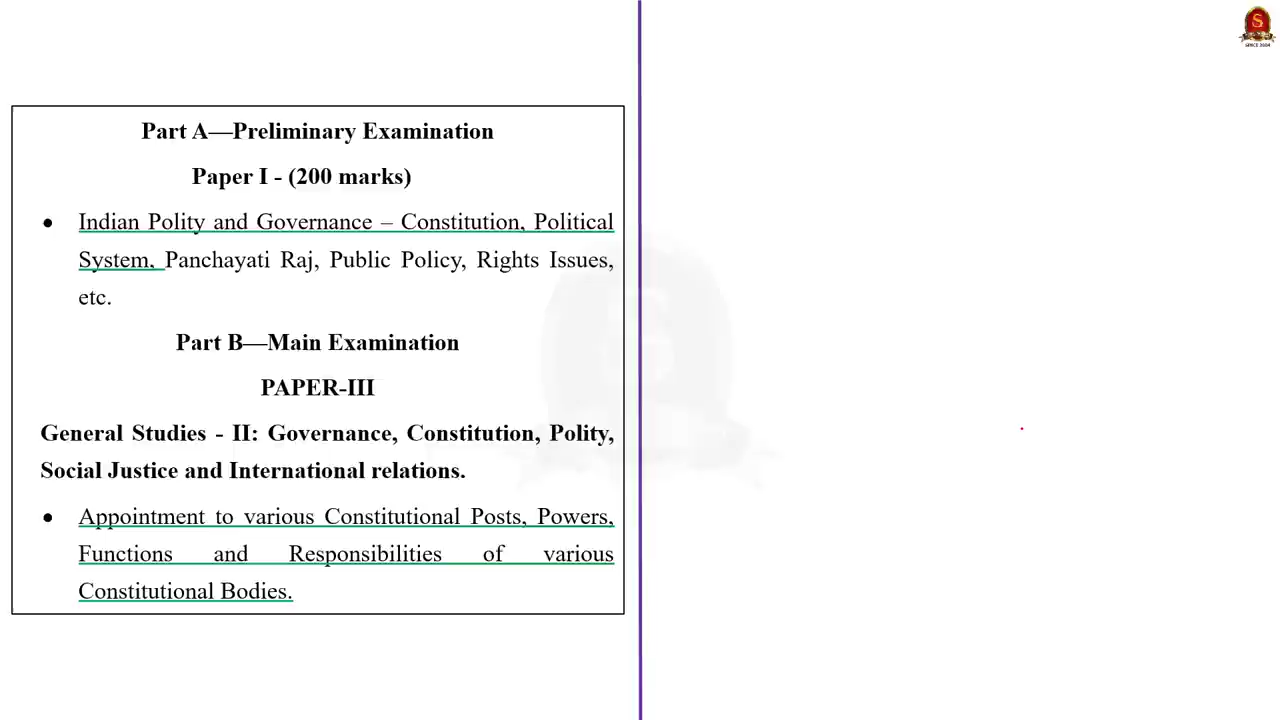 Part A—Preliminary Examination
Paper I - (200 marks)
● Indian Polity and Governance – Constitution, Political
System, Panchayati Raj, Public Policy, Rights Issues,
etc.
Part B—Main Examination
PAPER-III
General Studies - II: Governance, Constitution, Polity,
Social Justice and International relations.
● Appointment to various Constitutional Posts, Powers,
Functions and Responsibilities of various
Constitutional Bodies.
S
SINCE 2004